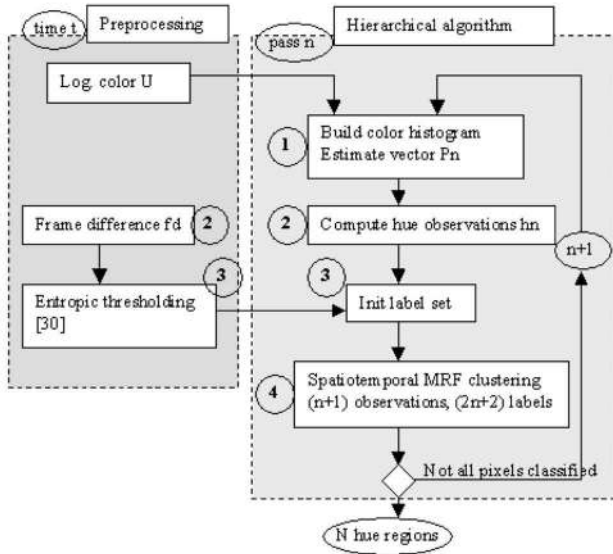 time t
Preprocessing
Log. color U
Frame difference fd
2
3
Entropic thresholding
[30]
pass n
Hierarchical algorithm
1
Build color histogram
Estimate vector Pn
2
Compute hue observations hn
n+1
3
Init label set
4
Spatiotemporal MRF clustering
(n+1) observations, (2n+2) labels
Not all pixels classified
N hue regions